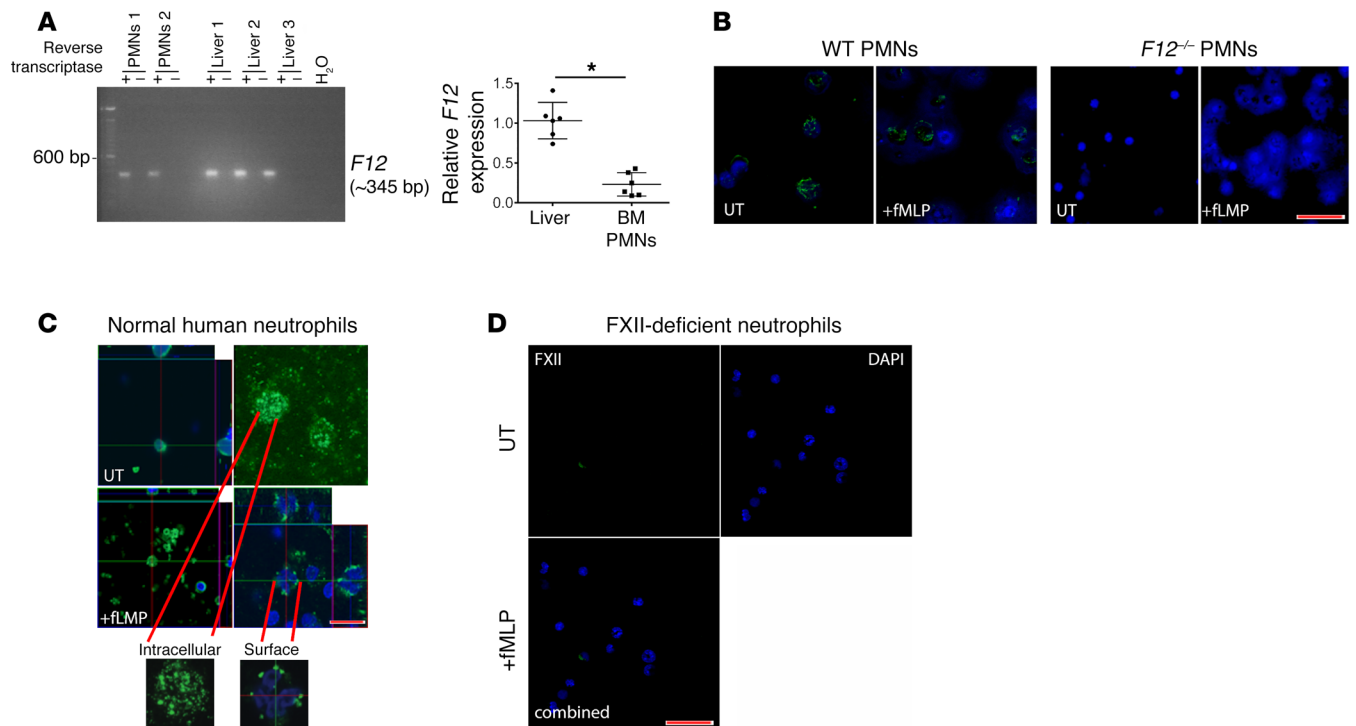 A
Reverse
transcriptase
+ – PMNs 1
+ – PMNs 2
+ – Liver 1
+ – Liver 2
+ – Liver 3
H2O
600 bp
F12
(~345 bp)
Relative F12
expression
*
1.5
1.0
0.5
0.0
Liver
BM
PMNs
B
WT PMNs
F12–/– PMNs
UT
+fMLP
UT
+fLMP
C
Normal human neutrophils
UT
+fLMP
Intracellular
Surface
D
FXII-deficient neutrophils
FXII
DAPI
UT
+fMLP
combined